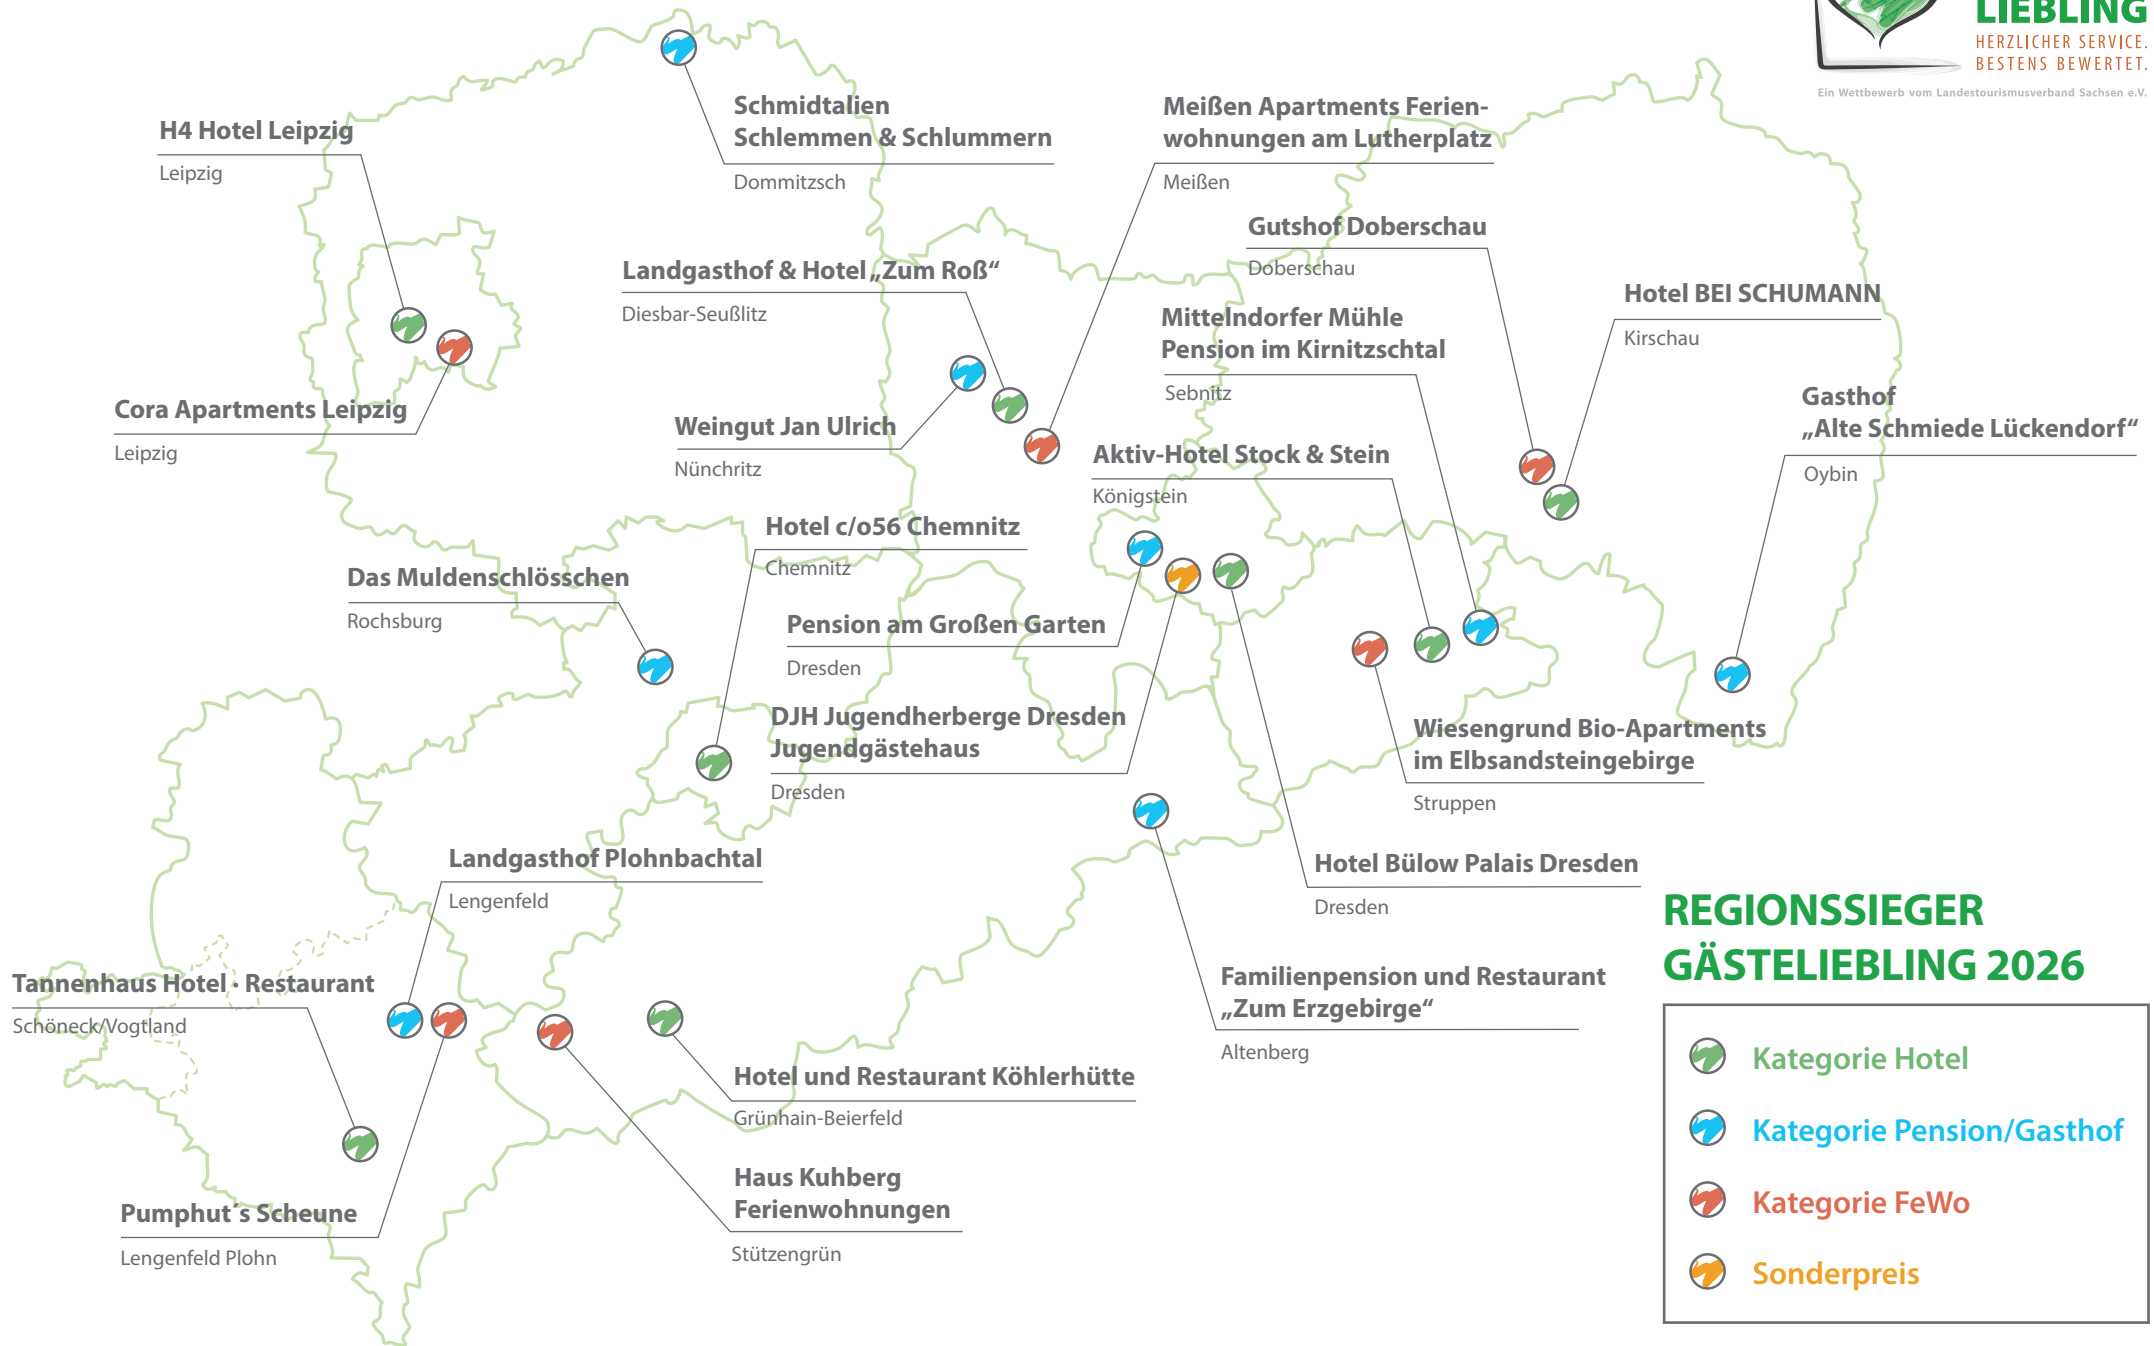 LIEBLING
HERZLICHER SERVICE.
BESTENS BEWERTET.
Ein Wettbewerb vom Landestourismusverband Sachsen e.V.
Schmidtalien
Schlemmen & Schlummern
Dommitzsch
Meißen Apartments Ferien-
wohnungen am Lutherplatz
Meißen
H4 Hotel Leipzig
Leipzig
Gutshof Doberschau
Doberschau
Landgasthof & Hotel „Zum Roß“
Diesbar-Seußlitz
Hotel BEI SCHUMANN
Kirschau
Mittelndorfer Mühle
Pension im Kirnitzschtal
Sebnitz
Cora Apartments Leipzig
Leipzig
Weingut Jan Ulrich
Nünchritz
Gasthof
„Alte Schmiede Lückendorf“
Oybin
Aktiv-Hotel Stock & Stein
Königstein
Hotel c/o56 Chemnitz
Chemnitz
Das Muldenschlösschen
Rochsburg
Pension am Großen Garten
Dresden
DJH Jugendherberge Dresden
Jugendgästehaus
Dresden
Wiesengrund Bio-Apartments
im Elbsandsteingebirge
Struppen
Landgasthof Plohnbachtal
Lengenfeld
Hotel Bülow Palais Dresden
Dresden
Tannenhaus Hotel · Restaurant
Schöneck/Vogtland
Familienpension und Restaurant
„Zum Erzgebirge“
Altenberg
Hotel und Restaurant Köhlerhütte
Grünhain-Beierfeld
Haus Kuhberg
Ferienwohnungen
Stützengrün
Pumphut´s Scheune
Lengenfeld Plohn
REGIONSSIEGER
GÄSTELIEBLING 2026
Kategorie Hotel
Kategorie Pension/Gasthof
Kategorie FeWo
Sonderpreis